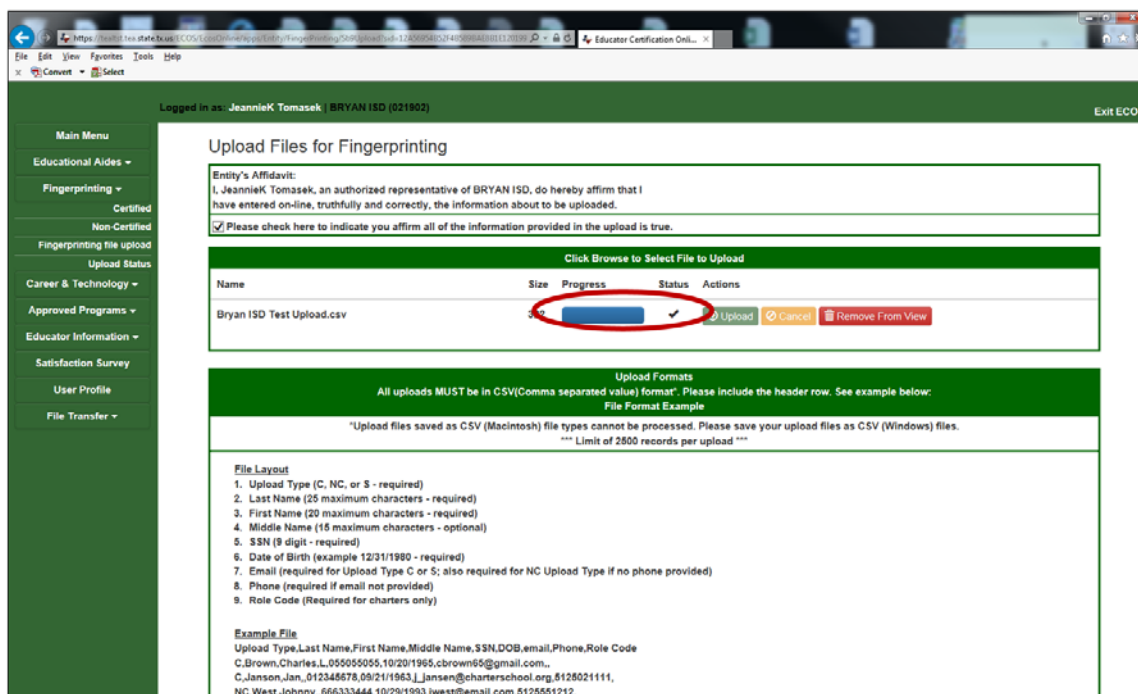 Educator Certification Onli...
File Edit View Favorites Tools Help
Convert Select
Logged in as: JeannieK Tomasek | BRYAN ISD (021902)
Exit ECO
Main Menu
Educational Aides
Fingerprinting
Certified
Non-Certified
Fingerprinting file upload
Upload Status
Career & Technology
Approved Programs
Educator Information
Satisfaction Survey
User Profile
File Transfer
Upload Files for Fingerprinting
Entity's Affidavit:
I, JeannieK Tomasek, an authorized representative of BRYAN ISD, do hereby affirm that I
have entered on-line, truthfully and correctly, the information about to be uploaded.
Please check here to indicate you affirm all of the information provided in the upload is true.
Click Browse to Select File to Upload
Name Size Progress Status Actions
Bryan ISD Test Upload.csv Upload Cancel Remove From View
Upload Formats
All uploads MUST be in CSV(Comma separated value) format*. Please include the header row. See example below:
File Format Example
*Upload files saved as CSV (Macintosh) file types cannot be processed. Please save your upload files as CSV (Windows) files.
*** Limit of 2500 records per upload ***
File Layout
1. Upload Type (C, NC, or S - required)
2. Last Name (25 maximum characters - required)
3. First Name (20 maximum characters - required)
4. Middle Name (15 maximum characters - optional)
5. SSN (9 digit - required)
6. Date of Birth (example 12/31/1980 - required)
7. Email (required for Upload Type C or S; also required for NC Upload Type if no phone provided)
8. Phone (required if email not provided)
9. Role Code (Required for charters only)
Example File
Upload Type,Last Name,First Name,Middle Name,SSN,DOB,email,Phone,Role Code
C,Brown,Charles,L,055055055,10/20/1965,cbrown65@gmail.com,,
C,Janson,Jan,,012345678,09/21/1963,j_jansen@charterschool.org,5125021111,
NC,West,Johnny,,666333444,10/29/1993,jwest@email.com,5125551212,